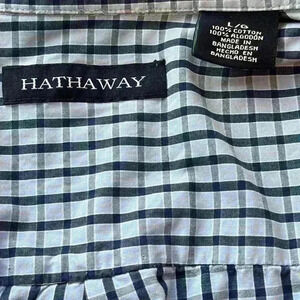 HATHAWAY
L/G
100% COTTON
100% ALGODON
MADE IN
BANGLADESH
HECHO EN
BANGLADESH